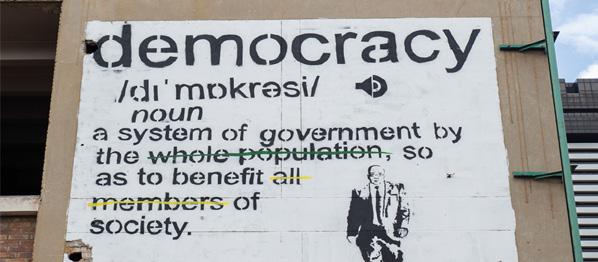 democracy
/dɪˈmɒkrəsi/
noun
a system of government by
the whole population, so
as to benefit all
members of
society.